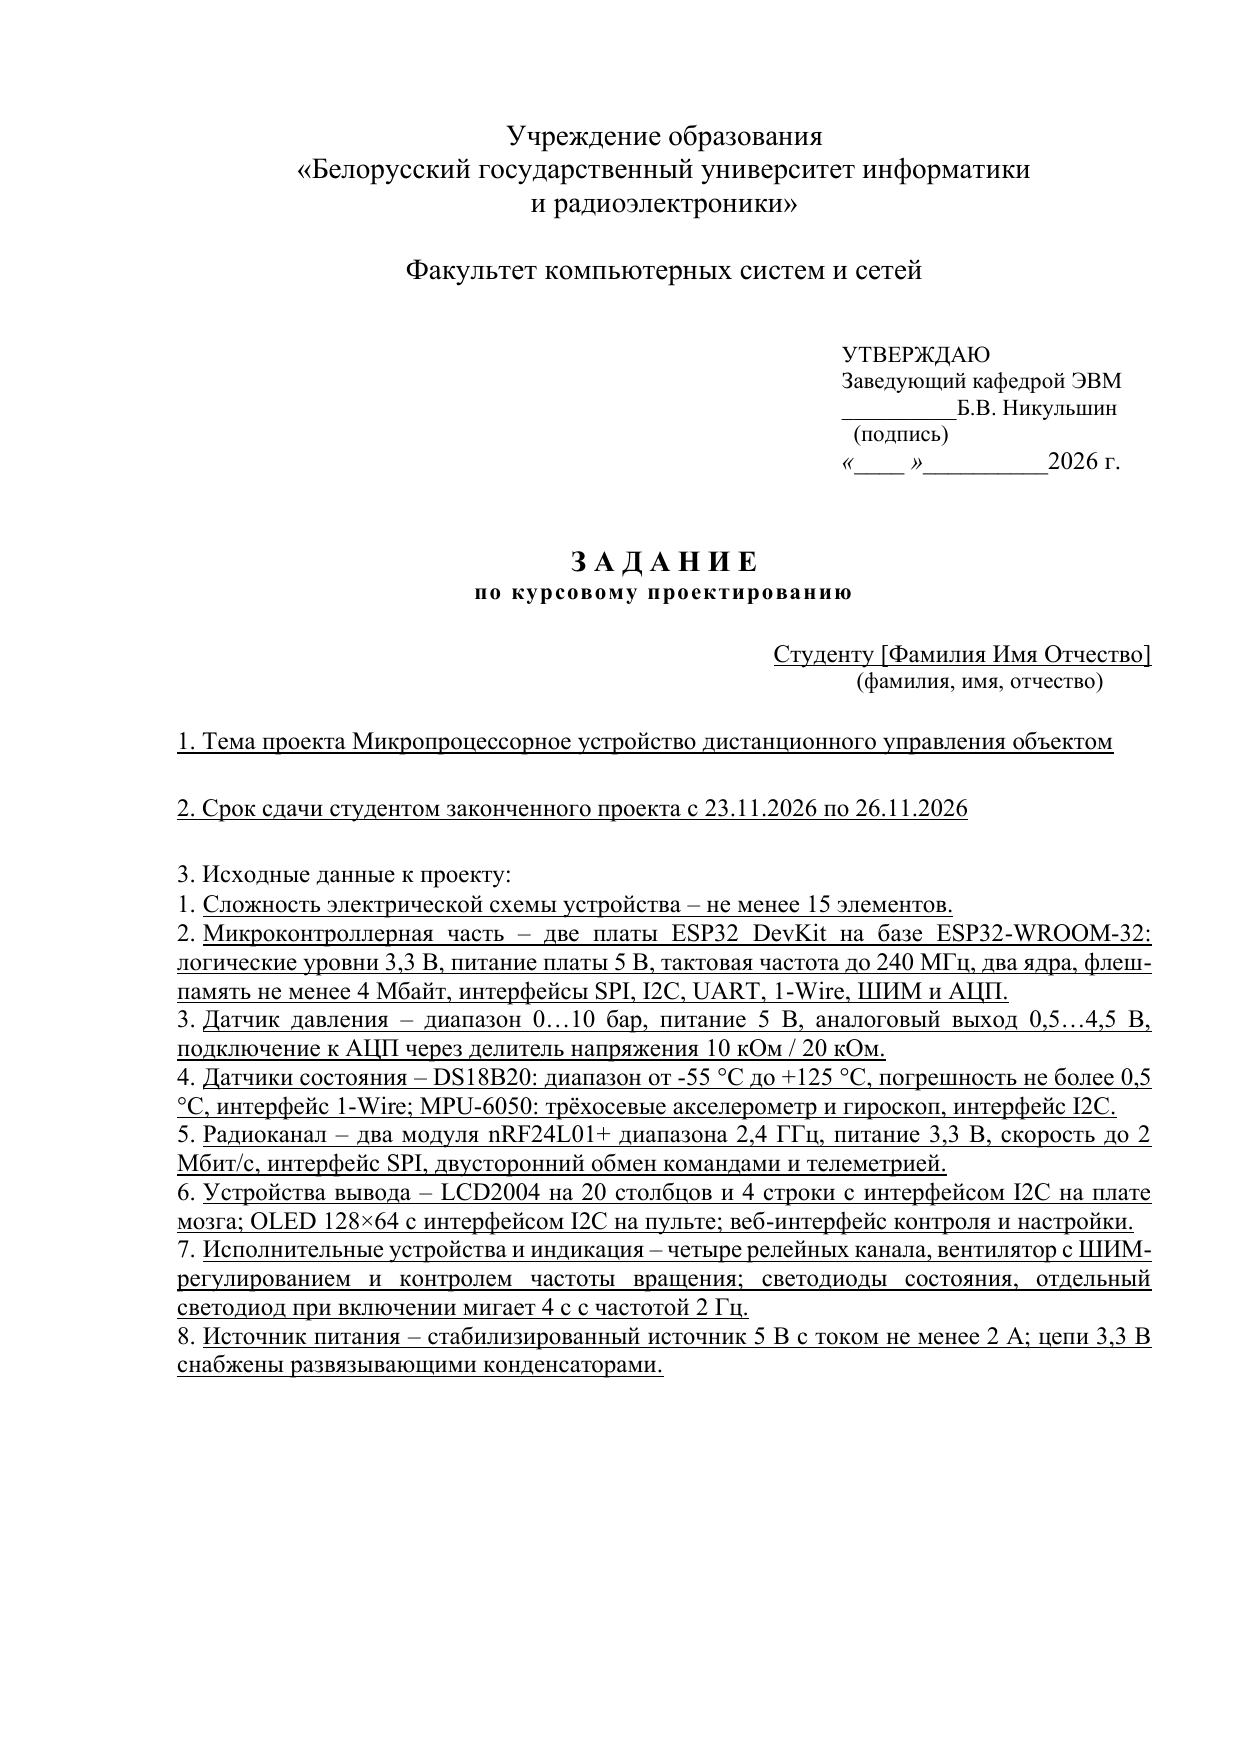 Учреждение образования
«Белорусский государственный университет информатики
и радиоэлектроники»
Факультет компьютерных систем и сетей
УТВЕРЖДАЮ
Заведующий кафедрой ЭВМ
__________Б.В. Никульшин
(подпись)
«____ »__________2026 г.
З А Д А Н И Е
по курсовому проектированию
Студенту [Фамилия Имя Отчество]
(фамилия, имя, отчество)
1. Тема проекта Микропроцессорное устройство дистанционного управления объектом
2. Срок сдачи студентом законченного проекта с 23.11.2026 по 26.11.2026
3. Исходные данные к проекту:
1. Сложность электрической схемы устройства – не менее 15 элементов.
2. Микроконтроллерная часть – две платы ESP32 DevKit на базе ESP32-WROOM-32:
логические уровни 3,3 В, питание платы 5 В, тактовая частота до 240 МГц, два ядра, флеш-
память не менее 4 Мбайт, интерфейсы SPI, I2C, UART, 1-Wire, ШИМ и АЦП.
3. Датчик давления – диапазон 0…10 бар, питание 5 В, аналоговый выход 0,5…4,5 В,
подключение к АЦП через делитель напряжения 10 кОм / 20 кОм.
4. Датчики состояния – DS18B20: диапазон от -55 °C до +125 °C, погрешность не более 0,5
°C, интерфейс 1-Wire; MPU-6050: трёхосевые акселерометр и гироскоп, интерфейс I2C.
5. Радиоканал – два модуля nRF24L01+ диапазона 2,4 ГГц, питание 3,3 В, скорость до 2
Мбит/с, интерфейс SPI, двусторонний обмен командами и телеметрией.
6. Устройства вывода – LCD2004 на 20 столбцов и 4 строки с интерфейсом I2C на плате
мозга; OLED 128×64 с интерфейсом I2C на пульте; веб-интерфейс контроля и настройки.
7. Исполнительные устройства и индикация – четыре релейных канала, вентилятор с ШИМ-
регулированием и контролем частоты вращения; светодиоды состояния, отдельный
светодиод при включении мигает 4 с с частотой 2 Гц.
8. Источник питания – стабилизированный источник 5 В с током не менее 2 А; цепи 3,3 В
снабжены развязывающими конденсаторами.